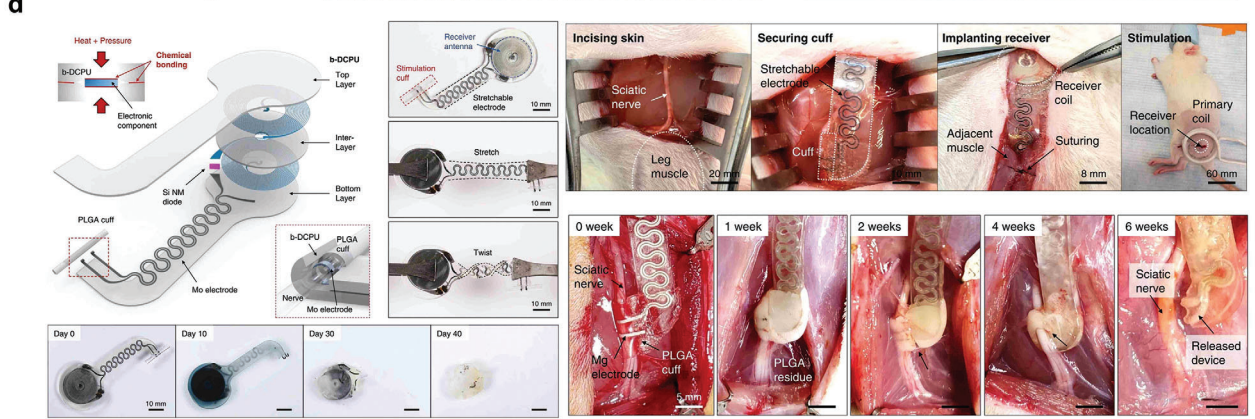 d
Heat + Pressure
b-DCPU
Chemical
bonding
Electronic
component
b-DCPU
Top
Layer
Inter-
Layer
Bottom
Layer
Si NM
diode
PLGA cuff
Mo electrode
b-DCPU
PLGA
cuff
Nerve
Mo electrode
Receiver
antenna
Stimulation
cuff
Stretchable
electrode
10 mm
Stretch
10 mm
Twist
10 mm
Day 0
10 mm
Day 10
Day 30
Day 40
Incising skin
Sciatic
nerve
Leg
muscle
20 mm
Securing cuff
Stretchable
electrode
Cuff
10 mm
Implanting receiver
Receiver
coil
Adjacent
muscle
Suturing
8 mm
Stimulation
Primary
coil
Receiver
location
60 mm
0 week
Sciatic
nerve
Mg
electrode
PLGA
cuff
5 mm
1 week
PLGA
residue
2 weeks
4 weeks
6 weeks
Sciatic
nerve
Released
device